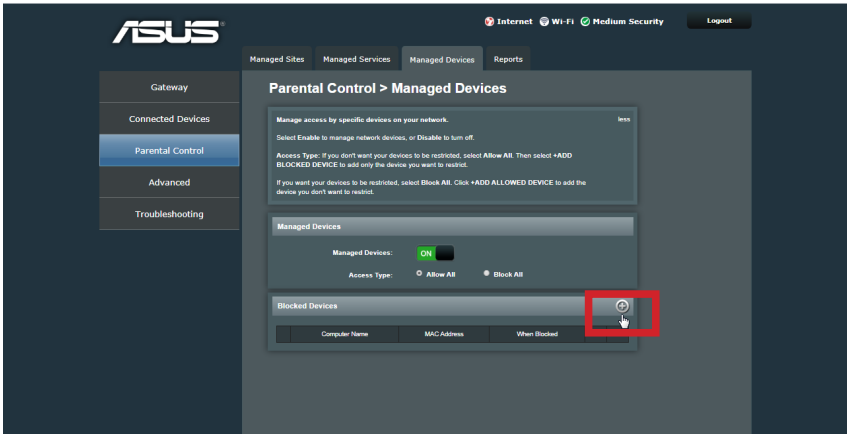 ASUS
Internet Wi-Fi Medium Security
Logout
Managed Sites Managed Services Managed Devices Reports
Gateway
Connected Devices
Parental Control
Advanced
Troubleshooting
Parental Control > Managed Devices
Manage access by specific devices on your network. less
Select Enable to manage network devices, or Disable to turn off.
Access Type: If you don't want your devices to be restricted, select Allow All. Then select +ADD
BLOCKED DEVICE to add only the device you want to restrict.
If you want your devices to be restricted, select Block All. Click +ADD ALLOWED DEVICE to add the
device you don't want to restrict.
Managed Devices
Managed Devices: ON
Access Type: Allow All Block All
Blocked Devices
Computer Name MAC Address When Blocked